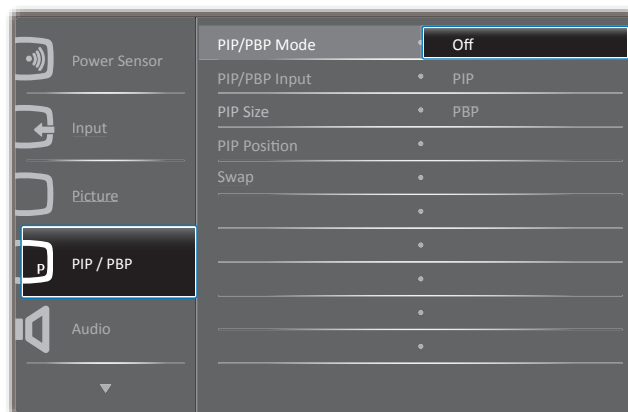 Power Sensor
Input
Picture
P
PIP / PBP
Audio
PIP/PBP Mode • Off
PIP/PBP Input • PIP
PIP Size • PBP
PIP Position •
Swap •
•
•
•
•
•